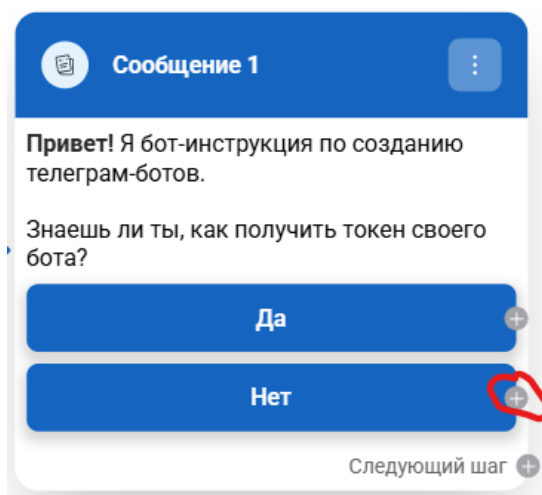 Сообщение 1
Привет! Я бот-инструкция по созданию
телеграм-ботов.
Знаешь ли ты, как получить токен своего
бота?
Да
Нет
Следующий шаг